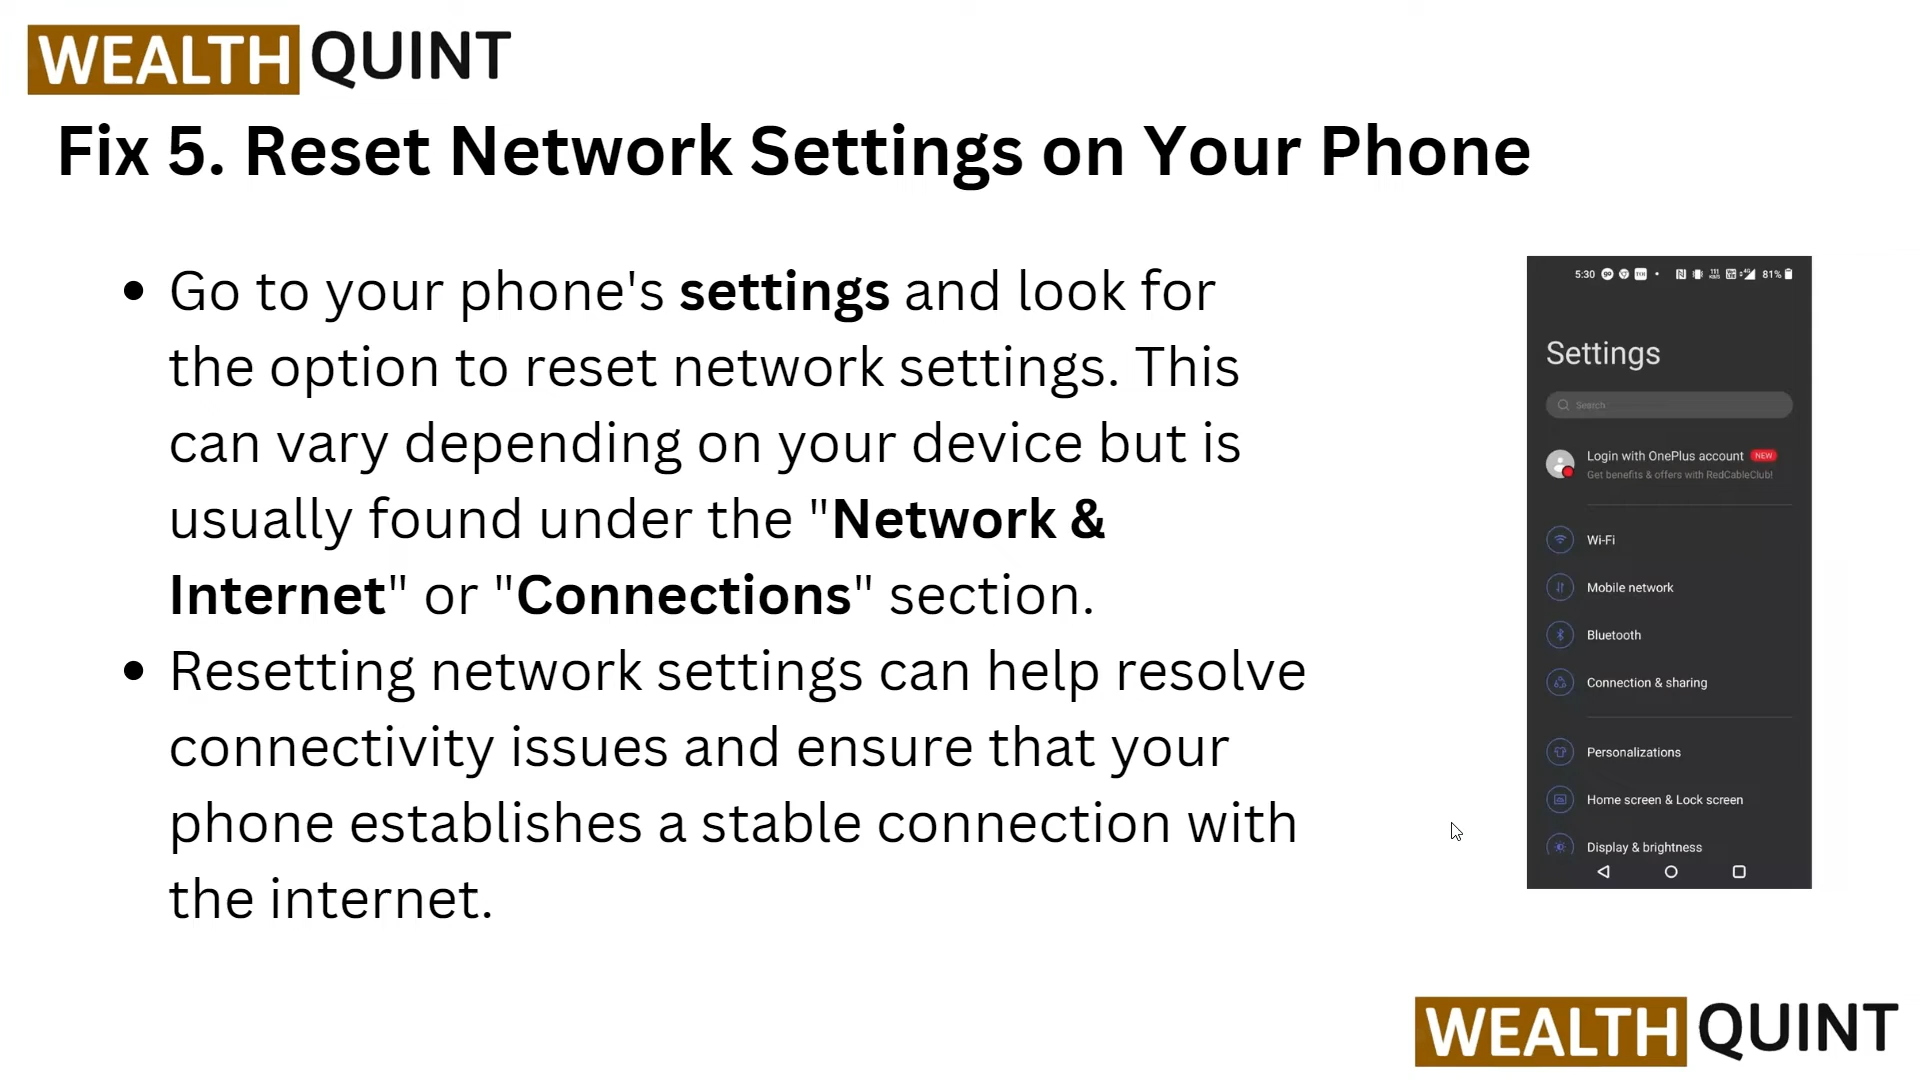 WEALTH QUINT
Fix 5. Reset Network Settings on Your Phone
• Go to your phone's settings and look for
the option to reset network settings. This
can vary depending on your device but is
usually found under the "Network &
Internet" or "Connections" section.
• Resetting network settings can help resolve
connectivity issues and ensure that your
phone establishes a stable connection with
the internet.
5:30 81%
Settings
Search
Login with OnePlus account NEW
Get benefits & offers with RedCableClub!
Wi-Fi
Mobile network
Bluetooth
Connection & sharing
Personalizations
Home screen & Lock screen
Display & brightness
WEALTH QUINT